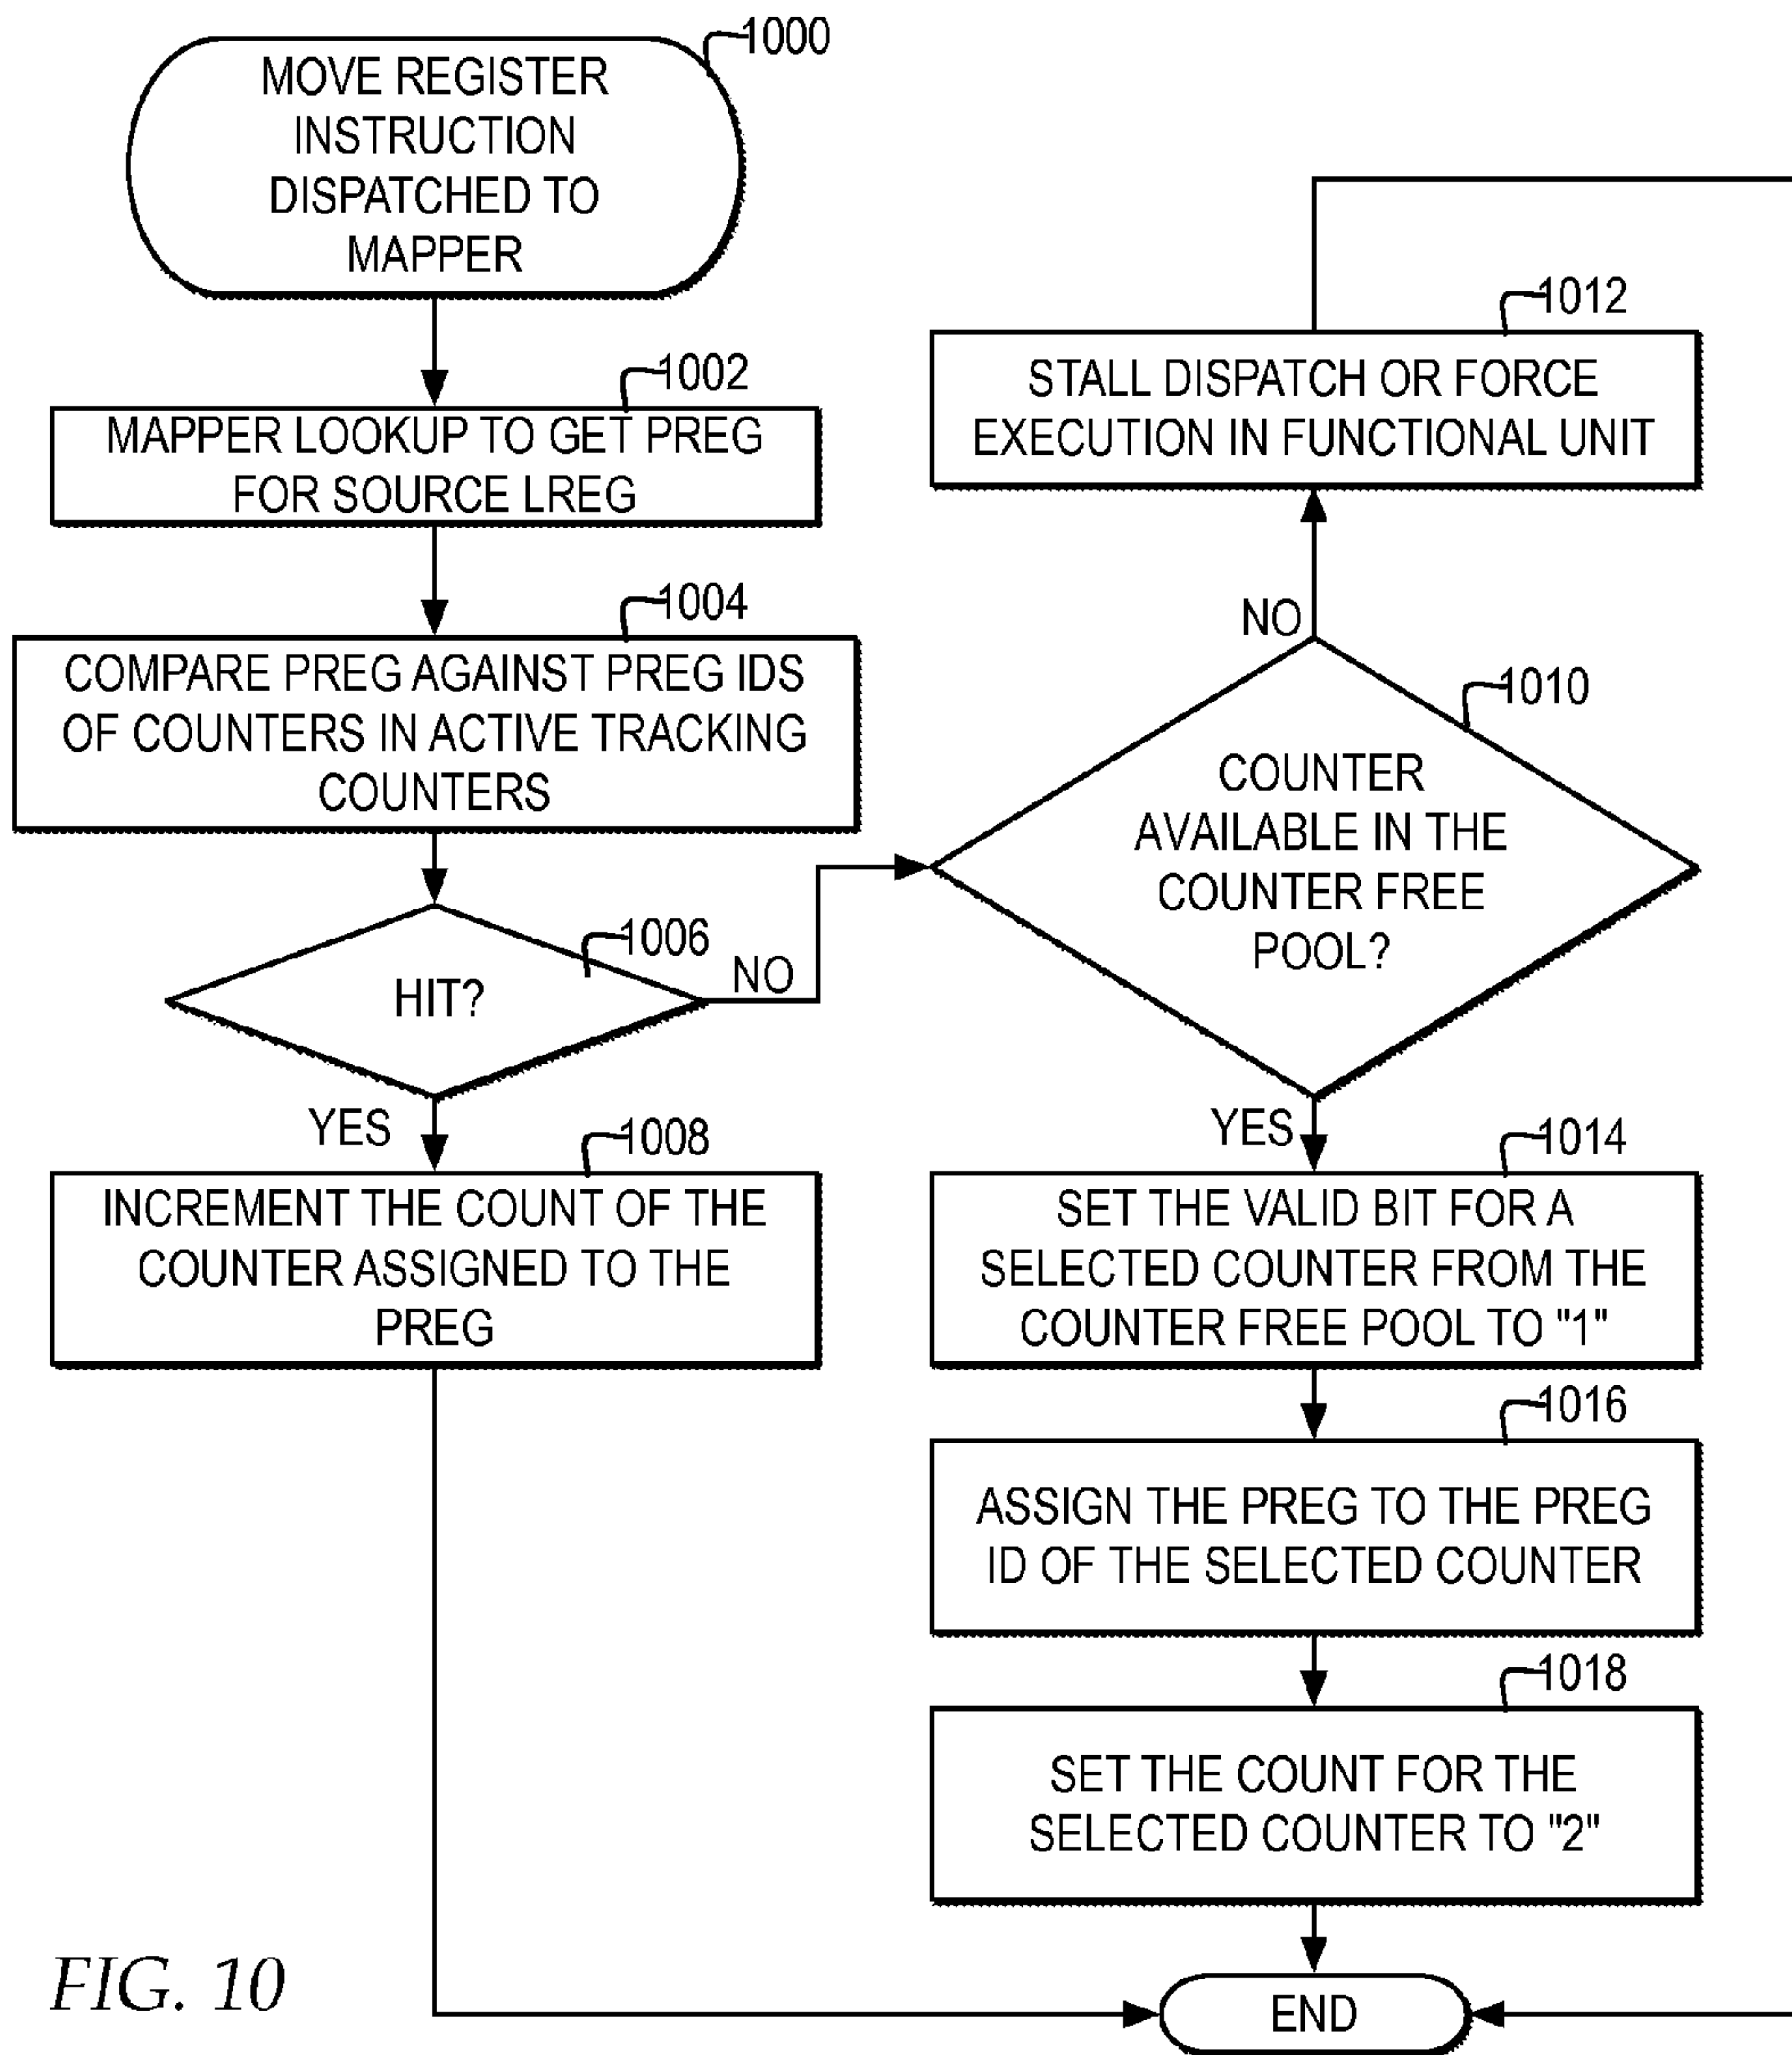 1000
MOVE REGISTER
INSTRUCTION
DISPATCHED TO
MAPPER
1002
MAPPER LOOKUP TO GET PREG
FOR SOURCE LREG
1004
COMPARE PREG AGAINST PREG IDS
OF COUNTERS IN ACTIVE TRACKING
COUNTERS
1006
HIT?
NO
YES
1008
INCREMENT THE COUNT OF THE
COUNTER ASSIGNED TO THE
PREG
1012
STALL DISPATCH OR FORCE
EXECUTION IN FUNCTIONAL UNIT
NO
1010
COUNTER
AVAILABLE IN THE
COUNTER FREE
POOL?
YES
1014
SET THE VALID BIT FOR A
SELECTED COUNTER FROM THE
COUNTER FREE POOL TO "1"
1016
ASSIGN THE PREG TO THE PREG
ID OF THE SELECTED COUNTER
1018
SET THE COUNT FOR THE
SELECTED COUNTER TO "2"
END
FIG. 10